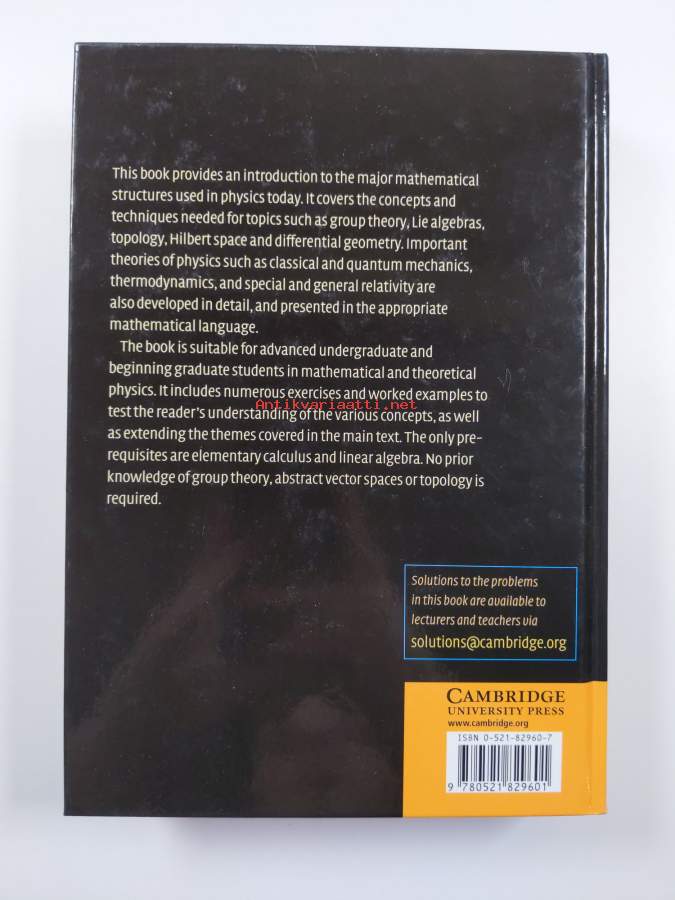 This book provides an introduction to the major mathematical
structures used in physics today. It covers the concepts and
techniques needed for topics such as group theory, Lie algebras,
topology, Hilbert space and differential geometry. Important
theories of physics such as classical and quantum mechanics,
thermodynamics, and special and general relativity are
also developed in detail, and presented in the appropriate
mathematical language.
The book is suitable for advanced undergraduate and
beginning graduate students in mathematical and theoretical
physics. It includes numerous exercises and worked examples to
Antikvariaatti.net
test the reader's understanding of the various concepts, as well
as extending the themes covered in the main text. The only pre-
requisites are elementary calculus and linear algebra. No prior
knowledge of group theory, abstract vector spaces or topology is
required.
Solutions to the problems
in this book are available to
lecturers and teachers via
solutions@cambridge.org
CAMBRIDGE
UNIVERSITY PRESS
www.cambridge.org
ISBN 0-521-82960-7
9 780521 829601